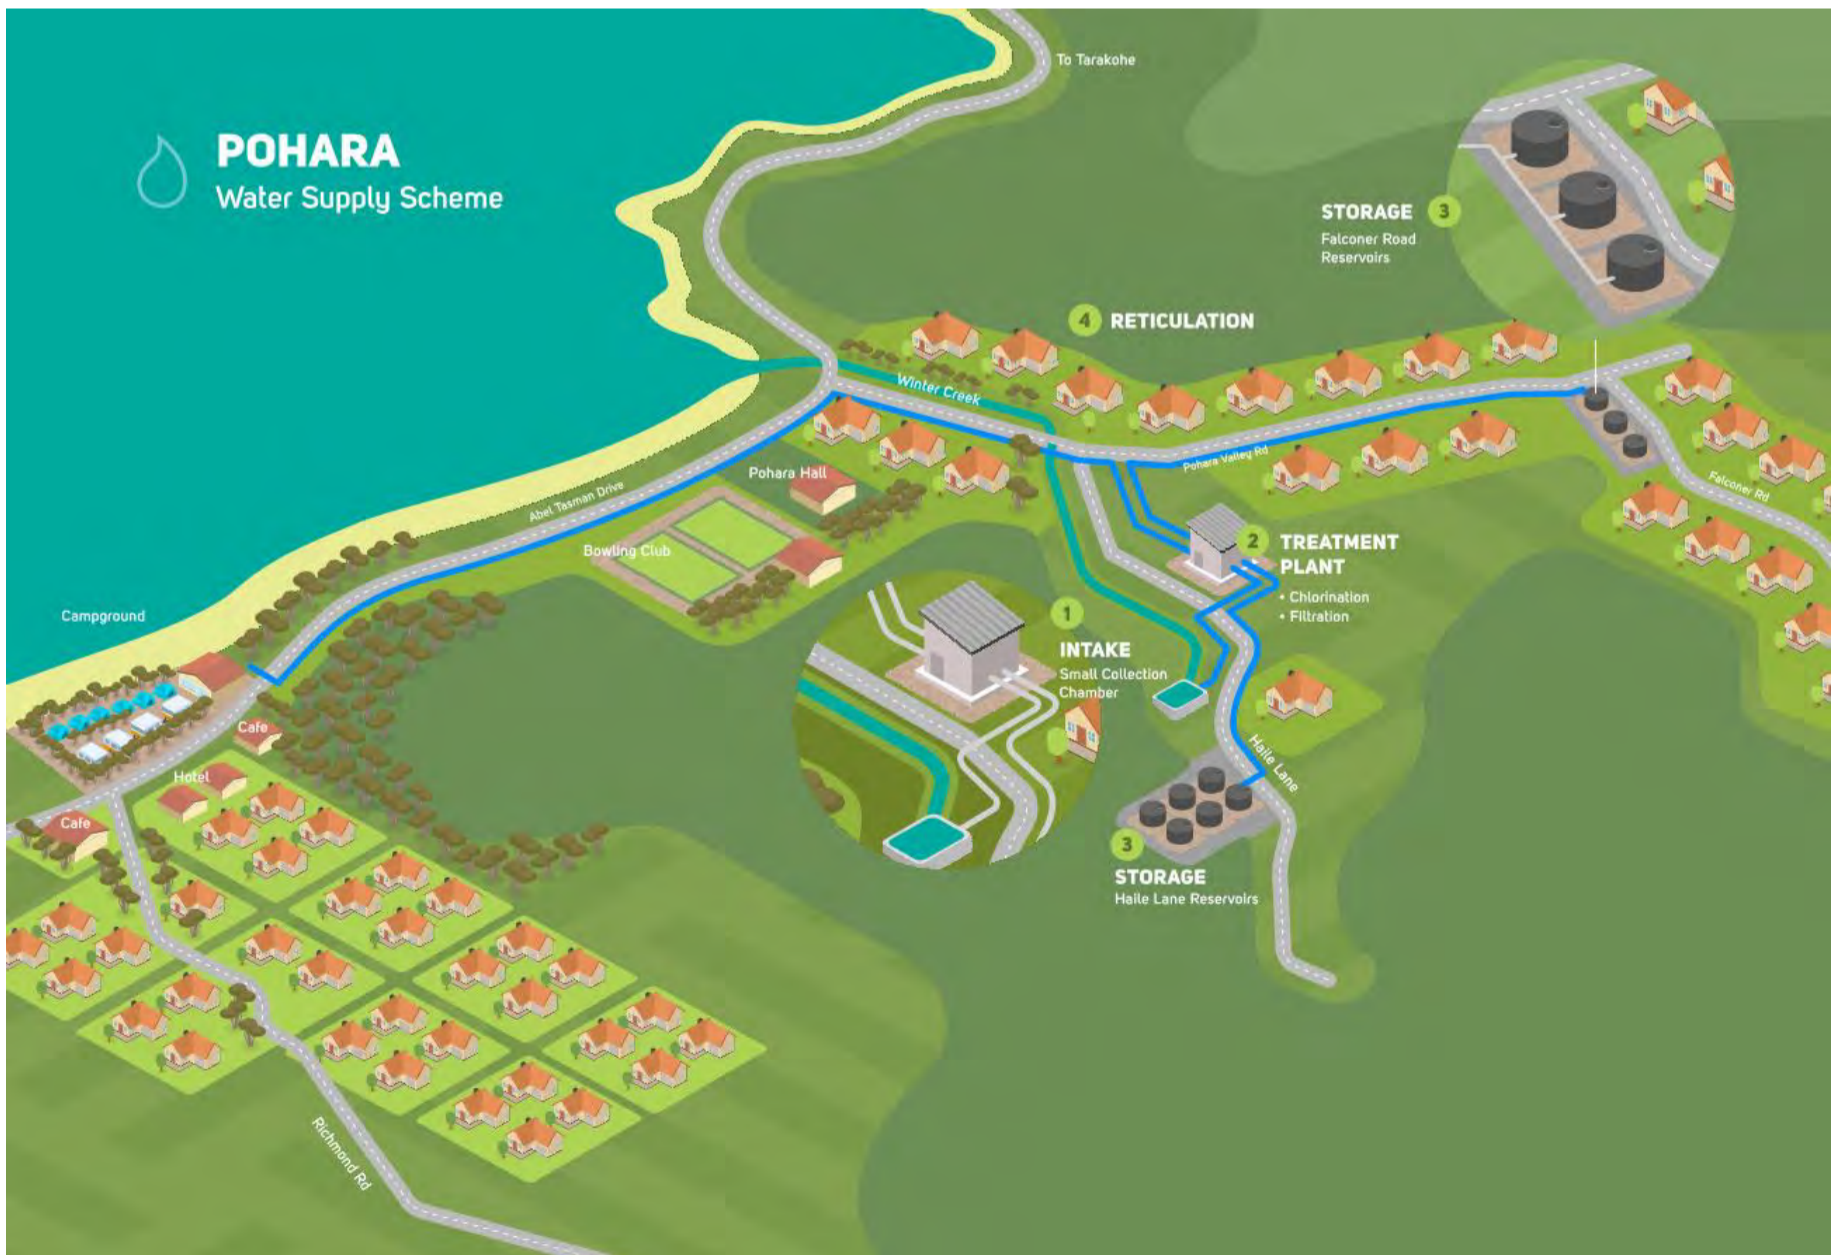 POHARA
Water Supply Scheme
To Tarakohe
STORAGE 3
Falconer Road
Reservoirs
4 RETICULATION
Winter Creek
Pohara Valley Rd
Falconer Rd
Pohara Hall
Abel Tasman Drive
Bowling Club
2 TREATMENT
PLANT
• Chlorination
• Filtration
1
INTAKE
Small Collection
Chamber
Campground
Cafe
Hotel
Cafe
Haile Lane
3
STORAGE
Haile Lane Reservoirs
Richmond Rd